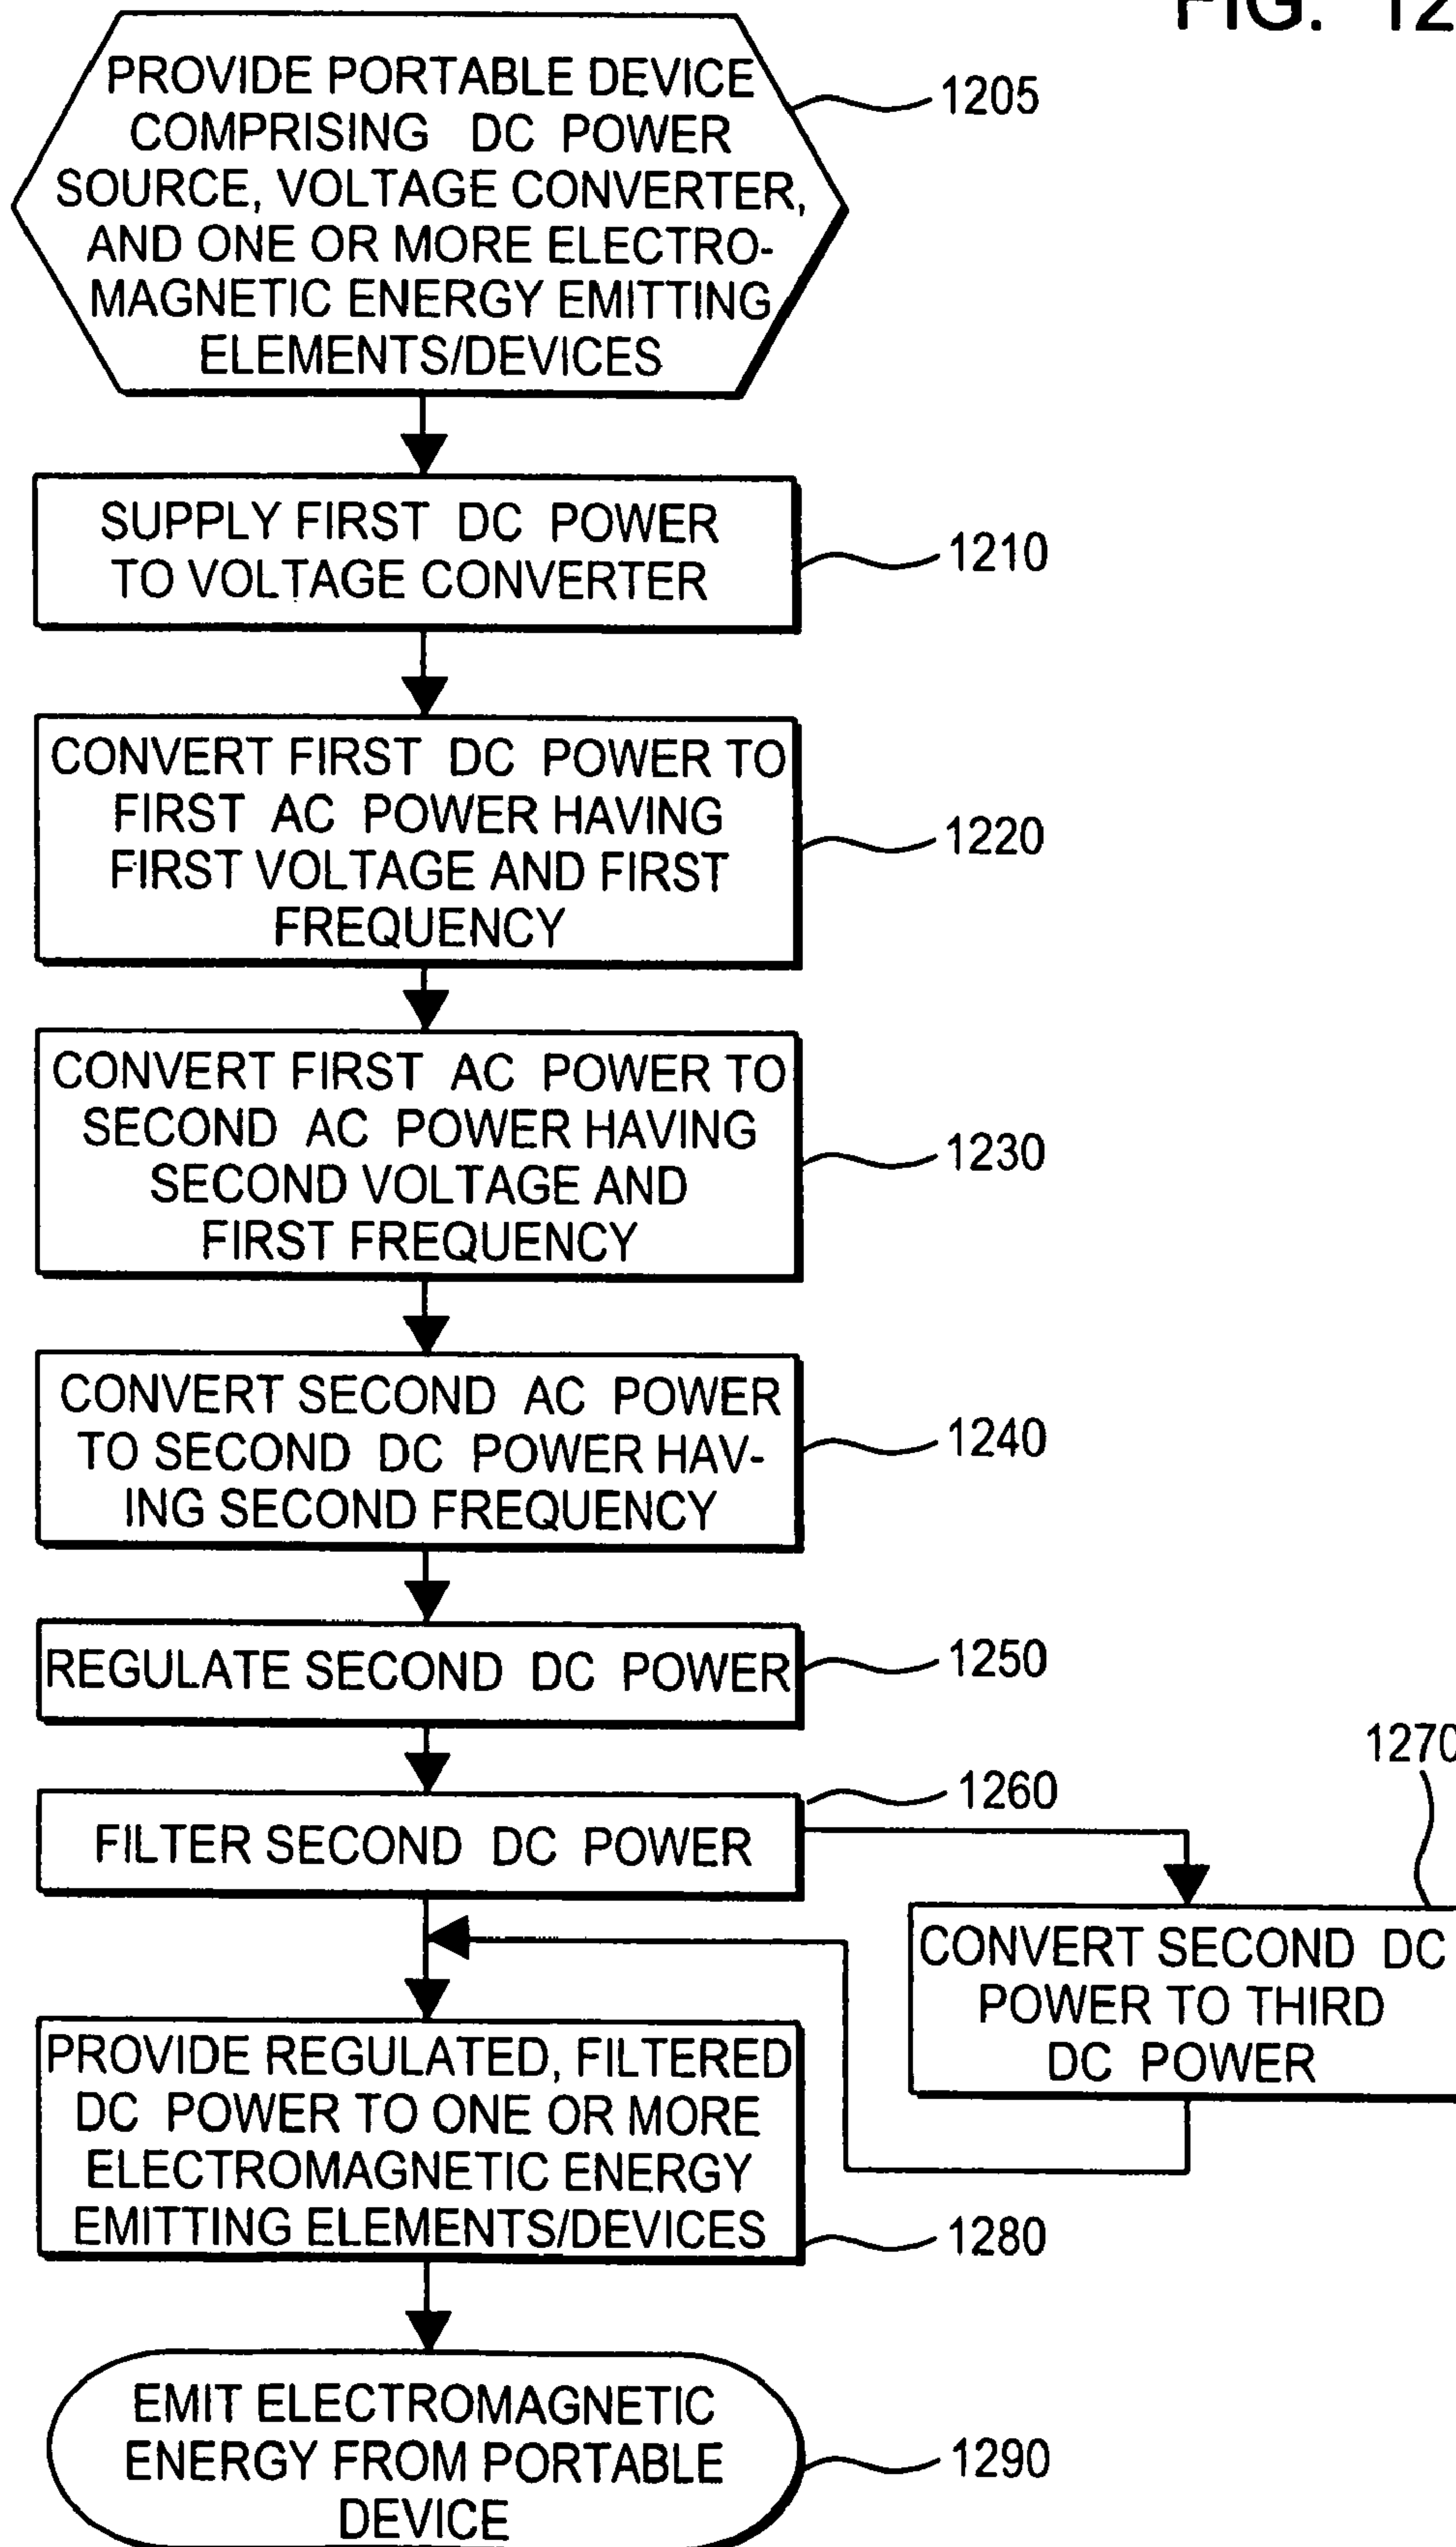 FIG. 12
PROVIDE PORTABLE DEVICE
COMPRISING DC POWER
SOURCE, VOLTAGE CONVERTER,
AND ONE OR MORE ELECTRO-
MAGNETIC ENERGY EMITTING
ELEMENTS/DEVICES
1205
SUPPLY FIRST DC POWER
TO VOLTAGE CONVERTER
1210
CONVERT FIRST DC POWER TO
FIRST AC POWER HAVING
FIRST VOLTAGE AND FIRST
FREQUENCY
1220
CONVERT FIRST AC POWER TO
SECOND AC POWER HAVING
SECOND VOLTAGE AND
FIRST FREQUENCY
1230
CONVERT SECOND AC POWER
TO SECOND DC POWER HAV-
ING SECOND FREQUENCY
1240
REGULATE SECOND DC POWER
1250
FILTER SECOND DC POWER
1260
1270
CONVERT SECOND DC
POWER TO THIRD
DC POWER
PROVIDE REGULATED, FILTERED
DC POWER TO ONE OR MORE
ELECTROMAGNETIC ENERGY
EMITTING ELEMENTS/DEVICES
1280
EMIT ELECTROMAGNETIC
ENERGY FROM PORTABLE
DEVICE
1290